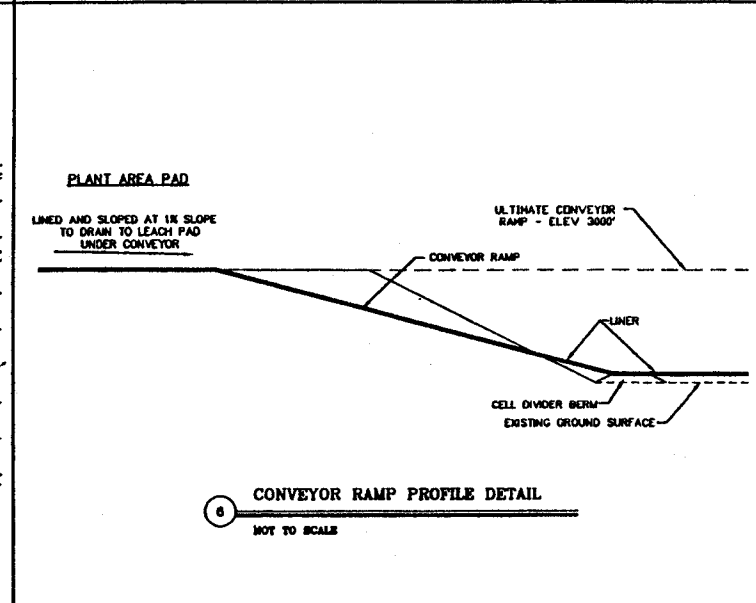 PLANT AREA PAD
LINED AND SLOPED AT 1% SLOPE
TO DRAIN TO LEACH PAD
UNDER CONVEYOR
ULTIMATE CONVEYOR
RAMP - ELEV 3000'
CONVEYOR RAMP
LINER
CELL DIVIDER BERM
EXISTING GROUND SURFACE
6
CONVEYOR RAMP PROFILE DETAIL
NOT TO SCALE